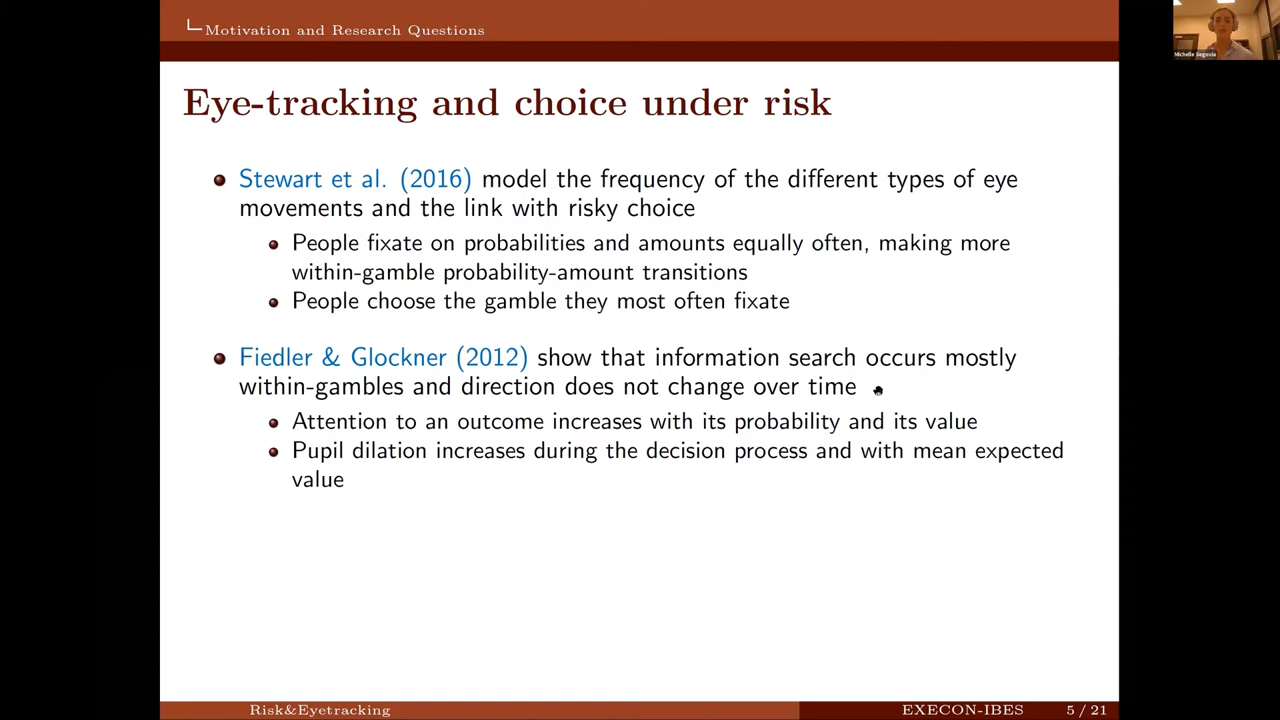 Motivation and Research Questions
Michelle Segovia
Eye-tracking and choice under risk
Stewart et al. (2016) model the frequency of the different types of eye
movements and the link with risky choice
People fixate on probabilities and amounts equally often, making more
within-gamble probability-amount transitions
People choose the gamble they most often fixate
Fiedler & Glockner (2012) show that information search occurs mostly
within-gambles and direction does not change over time
Attention to an outcome increases with its probability and its value
Pupil dilation increases during the decision process and with mean expected
value
Risk&Eyetracking
EXECON-IBES
5 / 21